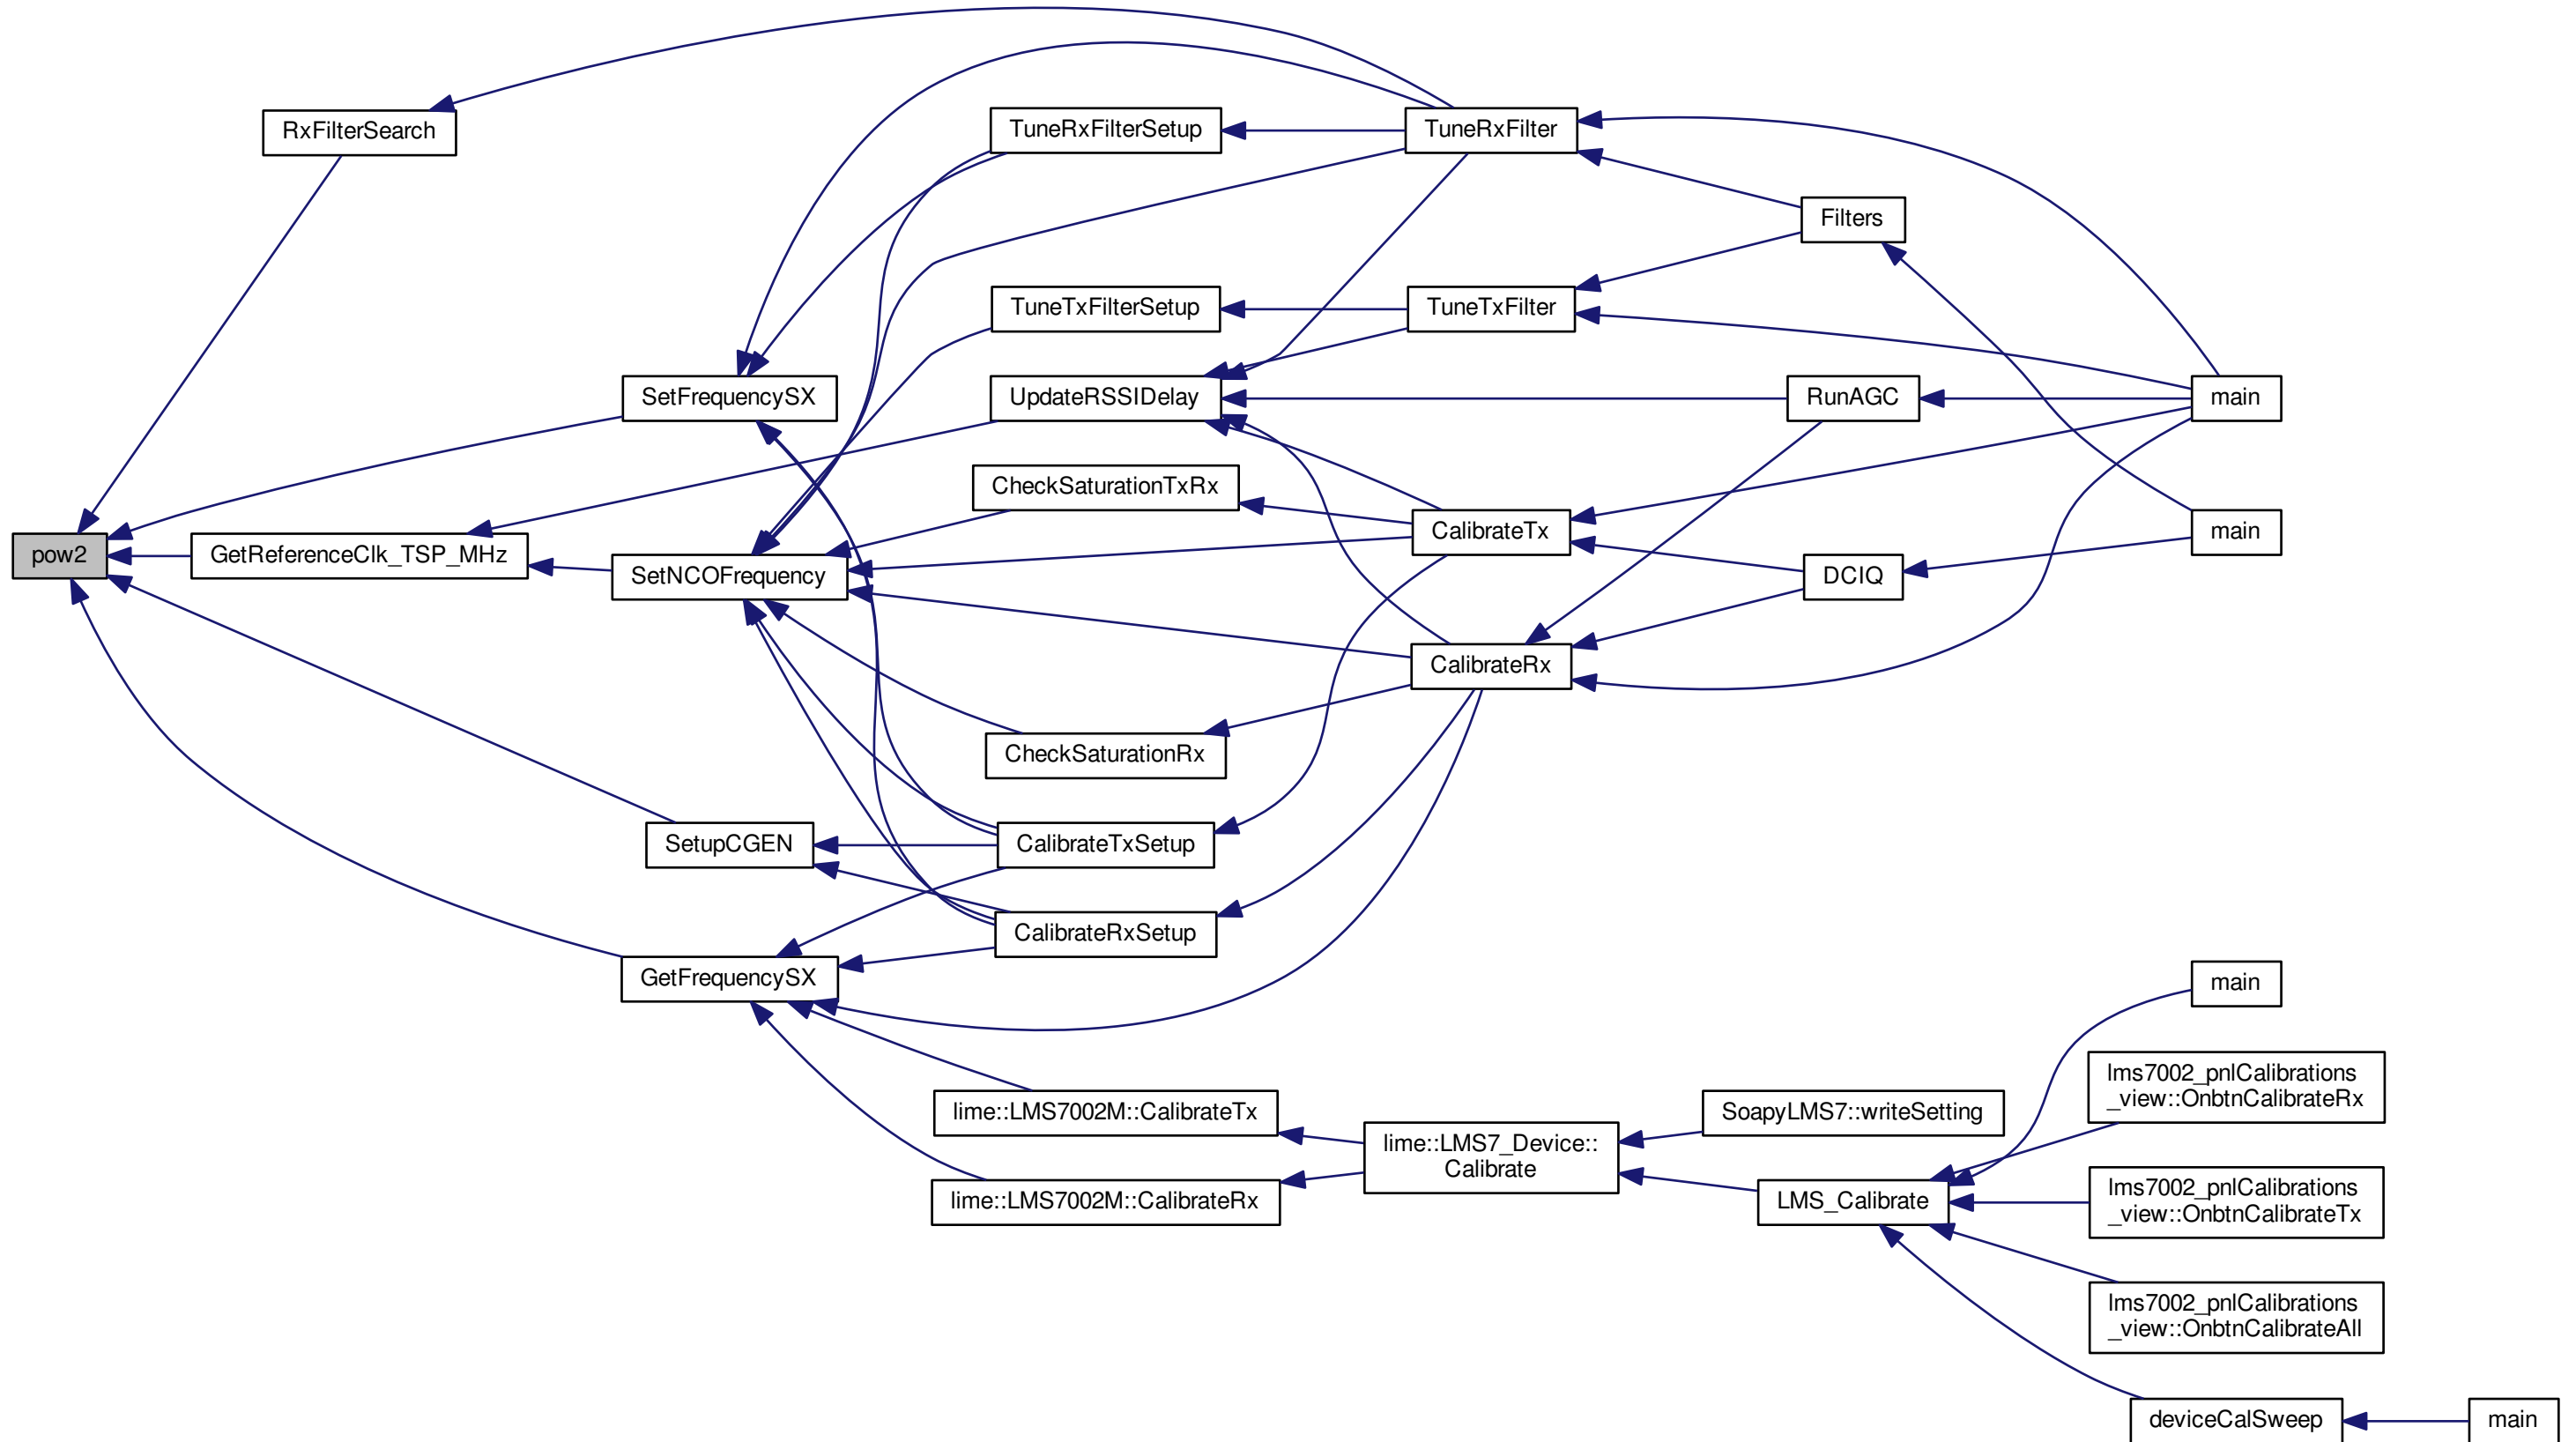 RxFilterSearch
TuneRxFilterSetup
TuneRxFilter
Filters
TuneTxFilterSetup
TuneTxFilter
SetFrequencySX
UpdateRSSIDelay
RunAGC
main
CheckSaturationTxRx
CalibrateTx
main
pow2
GetReferenceClk_TSP_MHz
SetNCOFrequency
DCIQ
CalibrateRx
CheckSaturationRx
SetupCGEN
CalibrateTxSetup
CalibrateRxSetup
GetFrequencySX
main
lms7002_pnlCalibrations
_view::OnbtnCalibrateRx
lime::LMS7002M::CalibrateTx
SoapyLMS7::writeSetting
lime::LMS7_Device::
Calibrate
lime::LMS7002M::CalibrateRx
LMS_Calibrate
lms7002_pnlCalibrations
_view::OnbtnCalibrateTx
lms7002_pnlCalibrations
_view::OnbtnCalibrateAll
deviceCalSweep
main